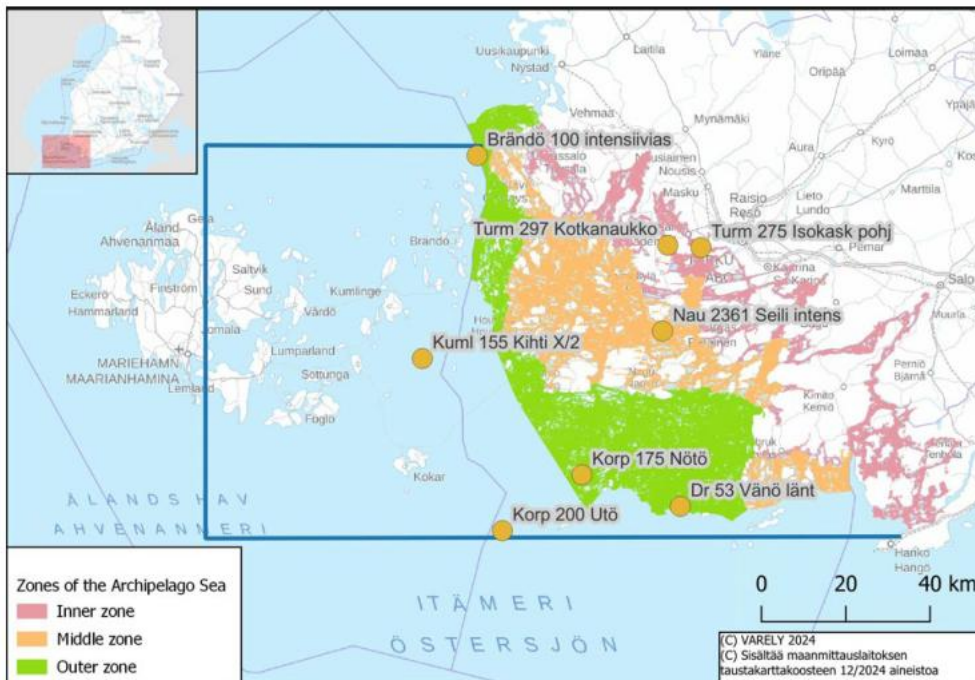 Uusikaupunki
Nystad
Laitila
Yläne
Loimaa
Oripää
Vehmaa
Mynämäki
Ypäjä
Brändö 100 intensiivias
Nousiainen
Nousis
Masku
Aura
Kyrö
Marttila
Raisio
Reso
Lieto
Lundo
Geta
Åland
Ahvenanmaa
Saltvik
Brändö
Turm 297 Kotkanaukko
Turm 275 Isokask pohj
Finström
Sund
Kumlinge
Eckerö
Hammarland
Vårdö
Salo
Nau 2361 Seili intens
Jomala
Muurla
MARIEHAMN
MAARIANHAMINA
Lumparland
Kuml 155 Kihti X/2
Sottunga
Lemland
Perniö
Bjärnå
Föglö
Kimito
Kemiö
Kökar
Korp 175 Nötö
Dr 53 Vänö länt
Korp 200 Utö
ÅLANDS HAV
AHVENANMERI
Hanko
Hangö
ITÄMERI
ÖSTERSJÖN
Zones of the Archipelago Sea
Inner zone
Middle zone
Outer zone
0 20 40 km
(C) VARELY 2024
(C) Sisältää maanmittauslaitoksen
taustakarttakoosteen 12/2024 aineistoa